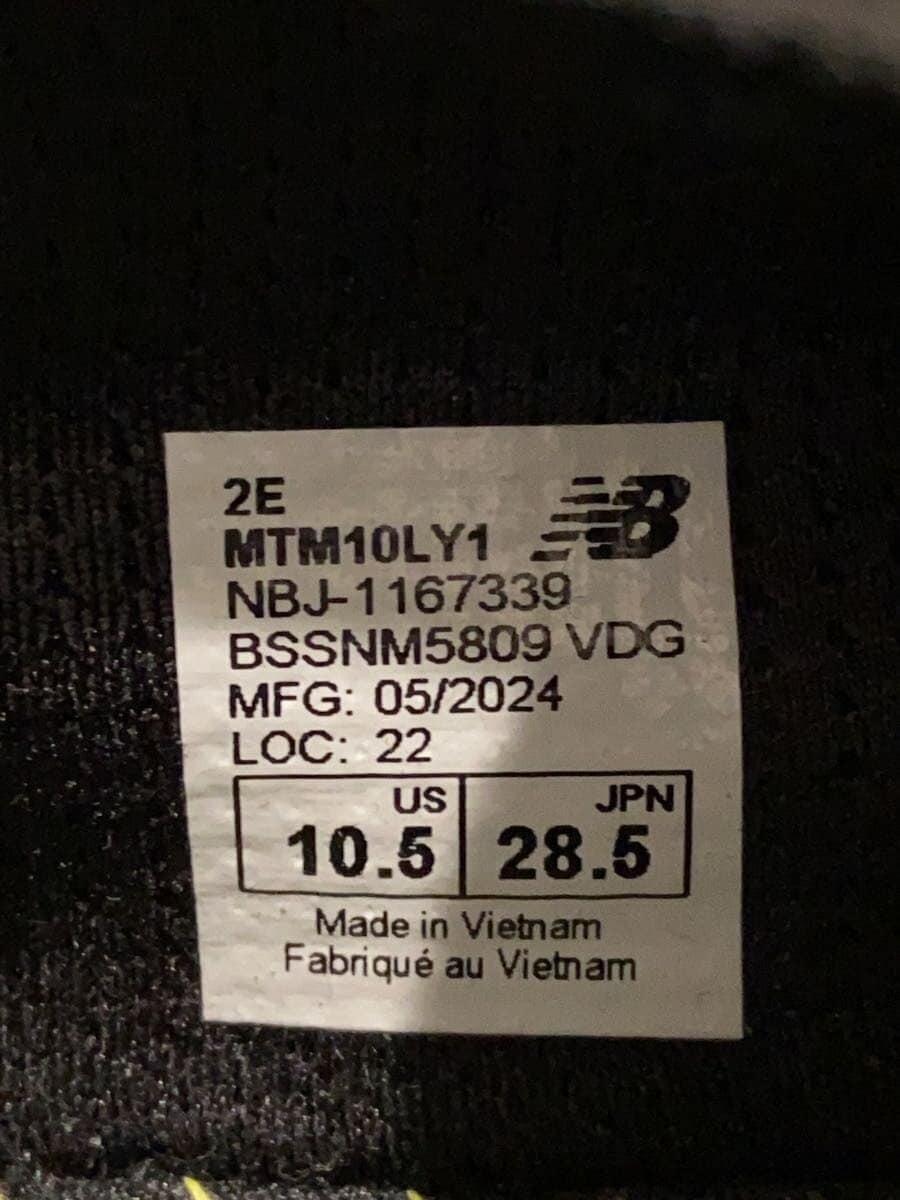 2E
MTM10LY1 NB
NBJ-1167339
BSSNM5809 VDG
MFG: 05/2024
LOC: 22
US JPN
10.5 28.5
Made in Vietnam
Fabriqué au Vietnam